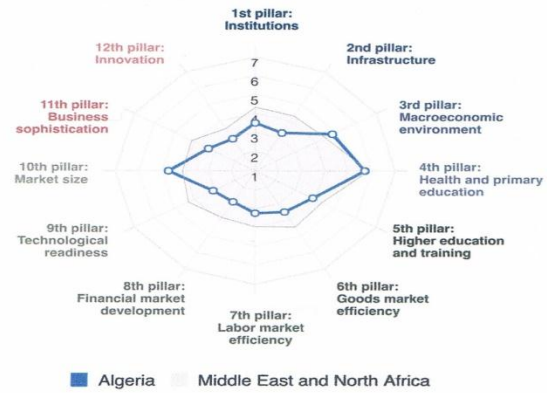 1st pillar:
Institutions
2nd pillar:
Infrastructure
3rd pillar:
Macroeconomic
environment
4th pillar:
Health and primary
education
5th pillar:
Higher education
and training
6th pillar:
Goods market
efficiency
7th pillar:
Labor market
efficiency
8th pillar:
Financial market
development
9th pillar:
Technological
readiness
10th pillar:
Market size
11th pillar:
Business
sophistication
12th pillar:
Innovation
7
6
5
4
3
2
1
Algeria
Middle East and North Africa